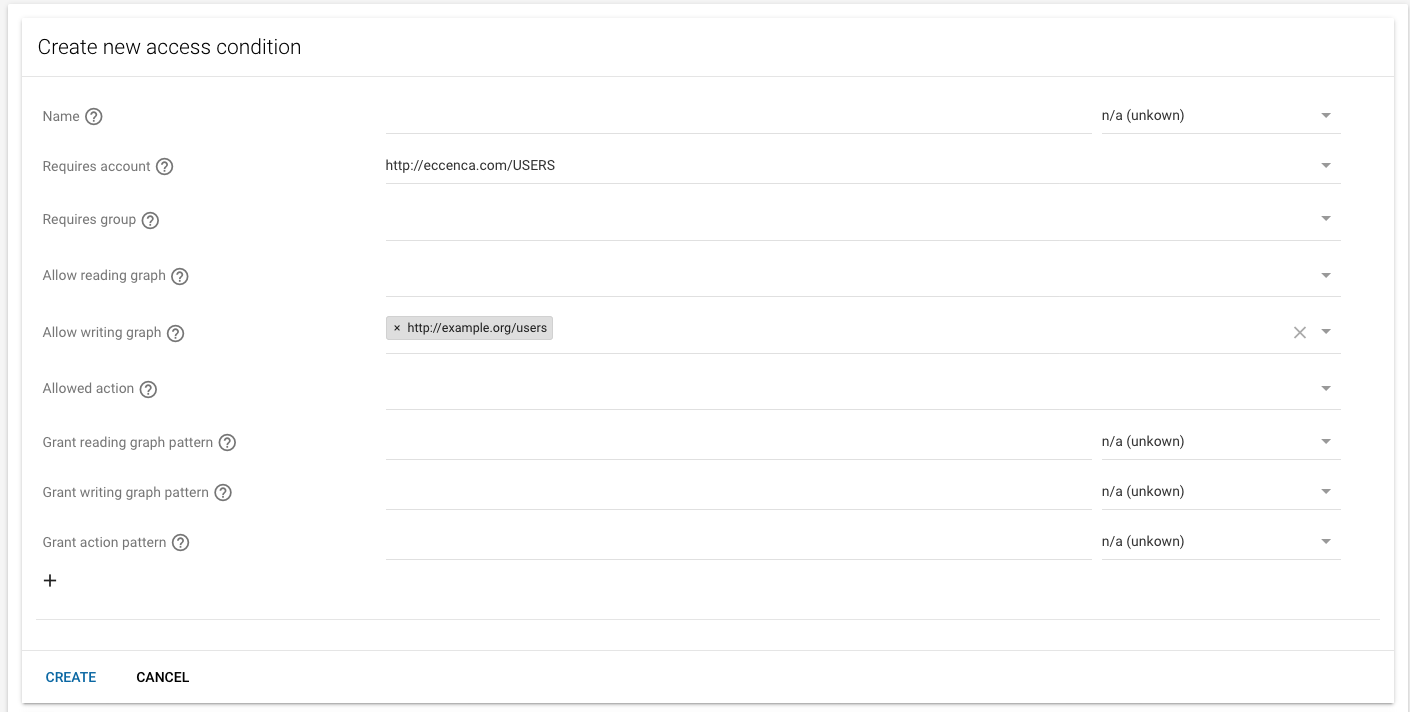 Create new access condition
Name ? n/a (unkown)
Requires account ? http://eccenca.com/USERS
Requires group ?
Allow reading graph ?
Allow writing graph ? × http://example.org/users ×
Allowed action ?
Grant reading graph pattern ? n/a (unkown)
Grant writing graph pattern ? n/a (unkown)
Grant action pattern ? n/a (unkown)
+
CREATE CANCEL